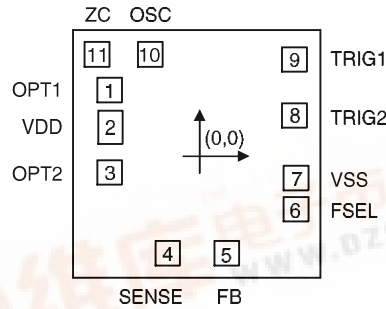 ZC OSC
11 10 9 TRIG1
OPT1 1
VDD 2 8 TRIG2
(0,0)
OPT2 3 7 VSS
6 FSEL
4 5
SENSE FB